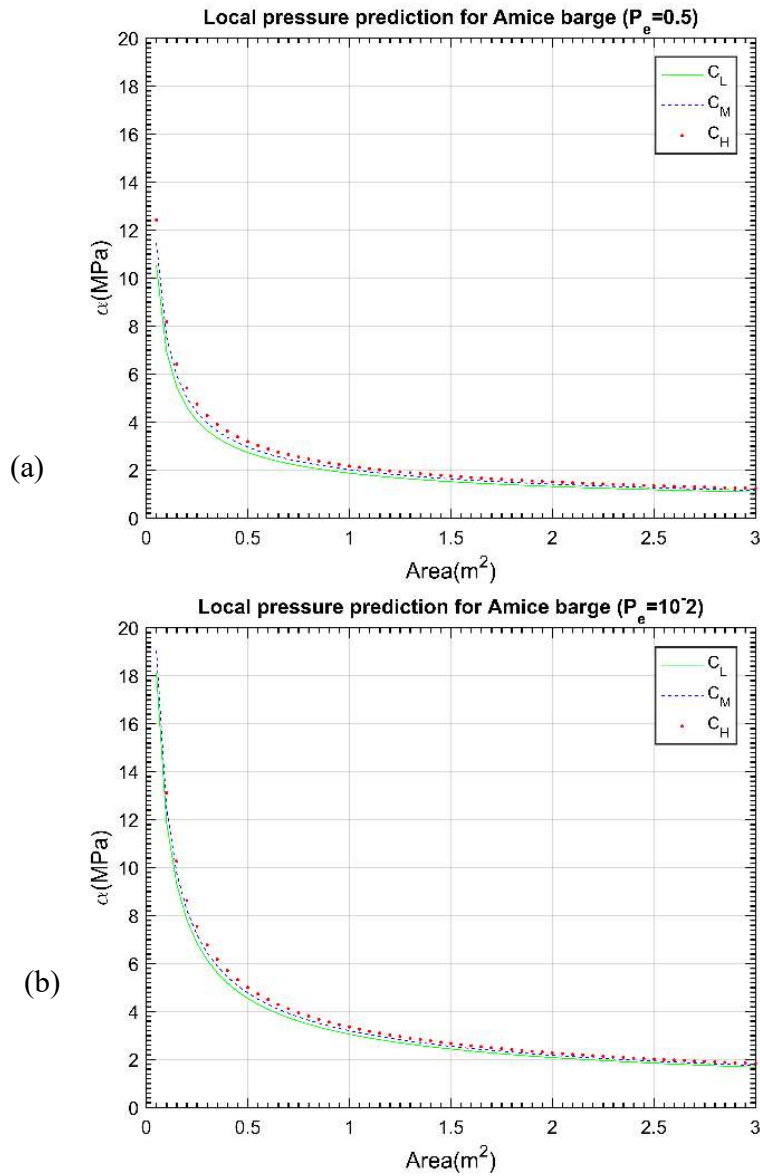 Local pressure prediction for Amice barge (P_e=0.5)
20
18
16
14
12
10
8
6
4
2
0
α(MPa)
C_L
C_M
C_H
(a)
0 0.5 1 1.5 2 2.5 3
Area(m^2)
Local pressure prediction for Amice barge (P_e=10^-2)
20
18
16
14
12
10
8
6
4
2
0
α(MPa)
C_L
C_M
C_H
(b)
0 0.5 1 1.5 2 2.5 3
Area(m^2)